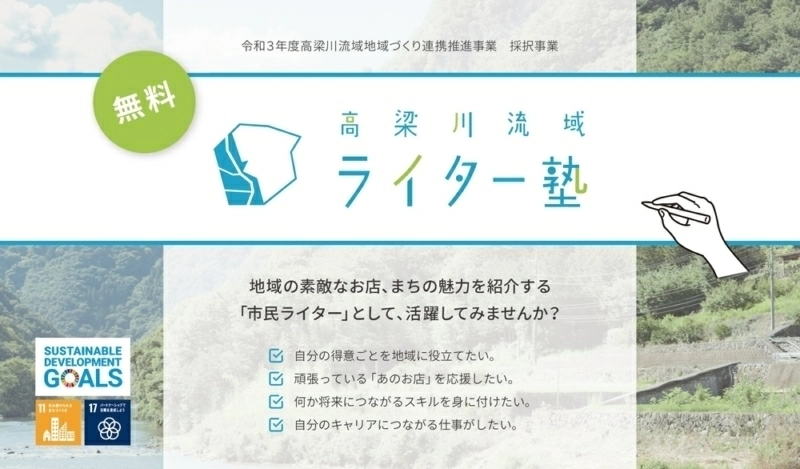 令和3年度高梁川流域地域づくり連携推進事業 採択事業
無料
高梁川流域
ライター塾
地域の素敵なお店、まちの魅力を紹介する
「市民ライター」として、活躍してみませんか?
自分の得意ごとを地域に役立てたい。
頑張っている「あのお店」を応援したい。
何か将来につながるスキルを身に付けたい。
自分のキャリアにつながる仕事がしたい。
SUSTAINABLE
DEVELOPMENT
GOALS
11 住み続けられる
まちづくりを
17 パートナーシップで
目標を達成しよう